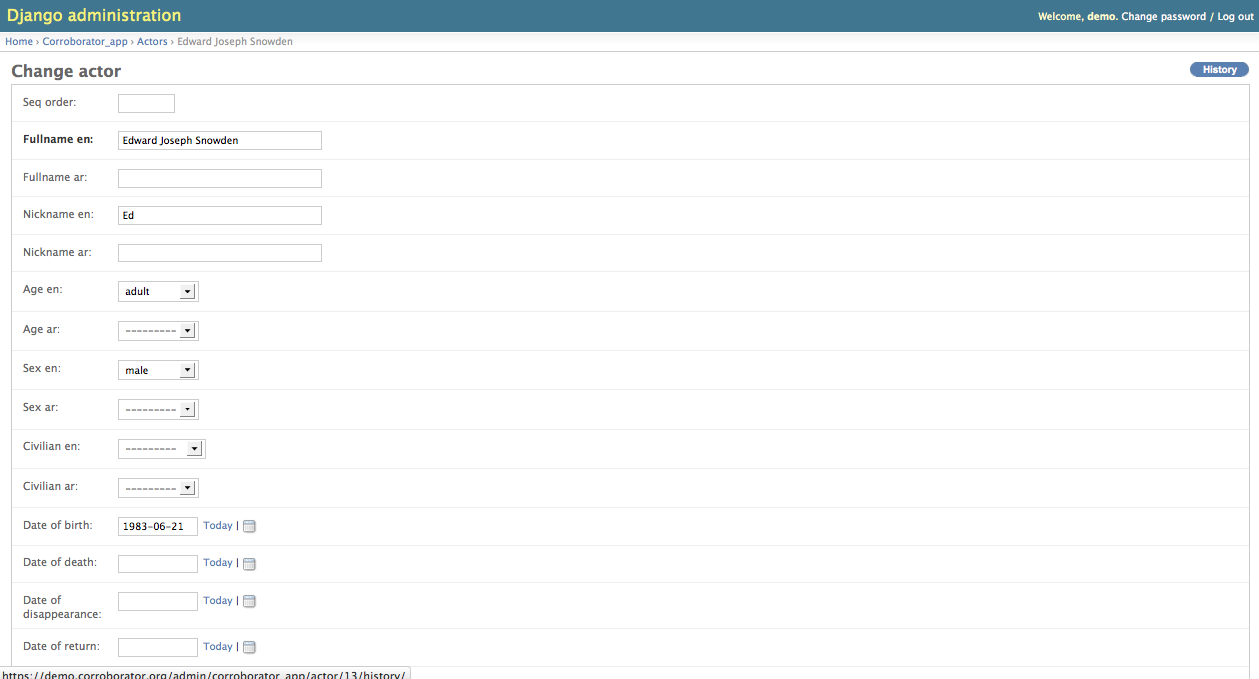 Django administration
Welcome, demo. Change password / Log out
Home › Corroborator_app › Actors › Edward Joseph Snowden
Change actor
History
Seq order:
Fullname en: Edward Joseph Snowden
Fullname ar:
Nickname en: Ed
Nickname ar:
Age en: adult
Age ar: ---------
Sex en: male
Sex ar: ---------
Civilian en: ---------
Civilian ar: ---------
Date of birth: 1983-06-21 Today |
Date of death: Today |
Date of
disappearance: Today |
Date of return: Today |
https://demo.corroborator.org/admin/corroborator_app/actor/13/history/